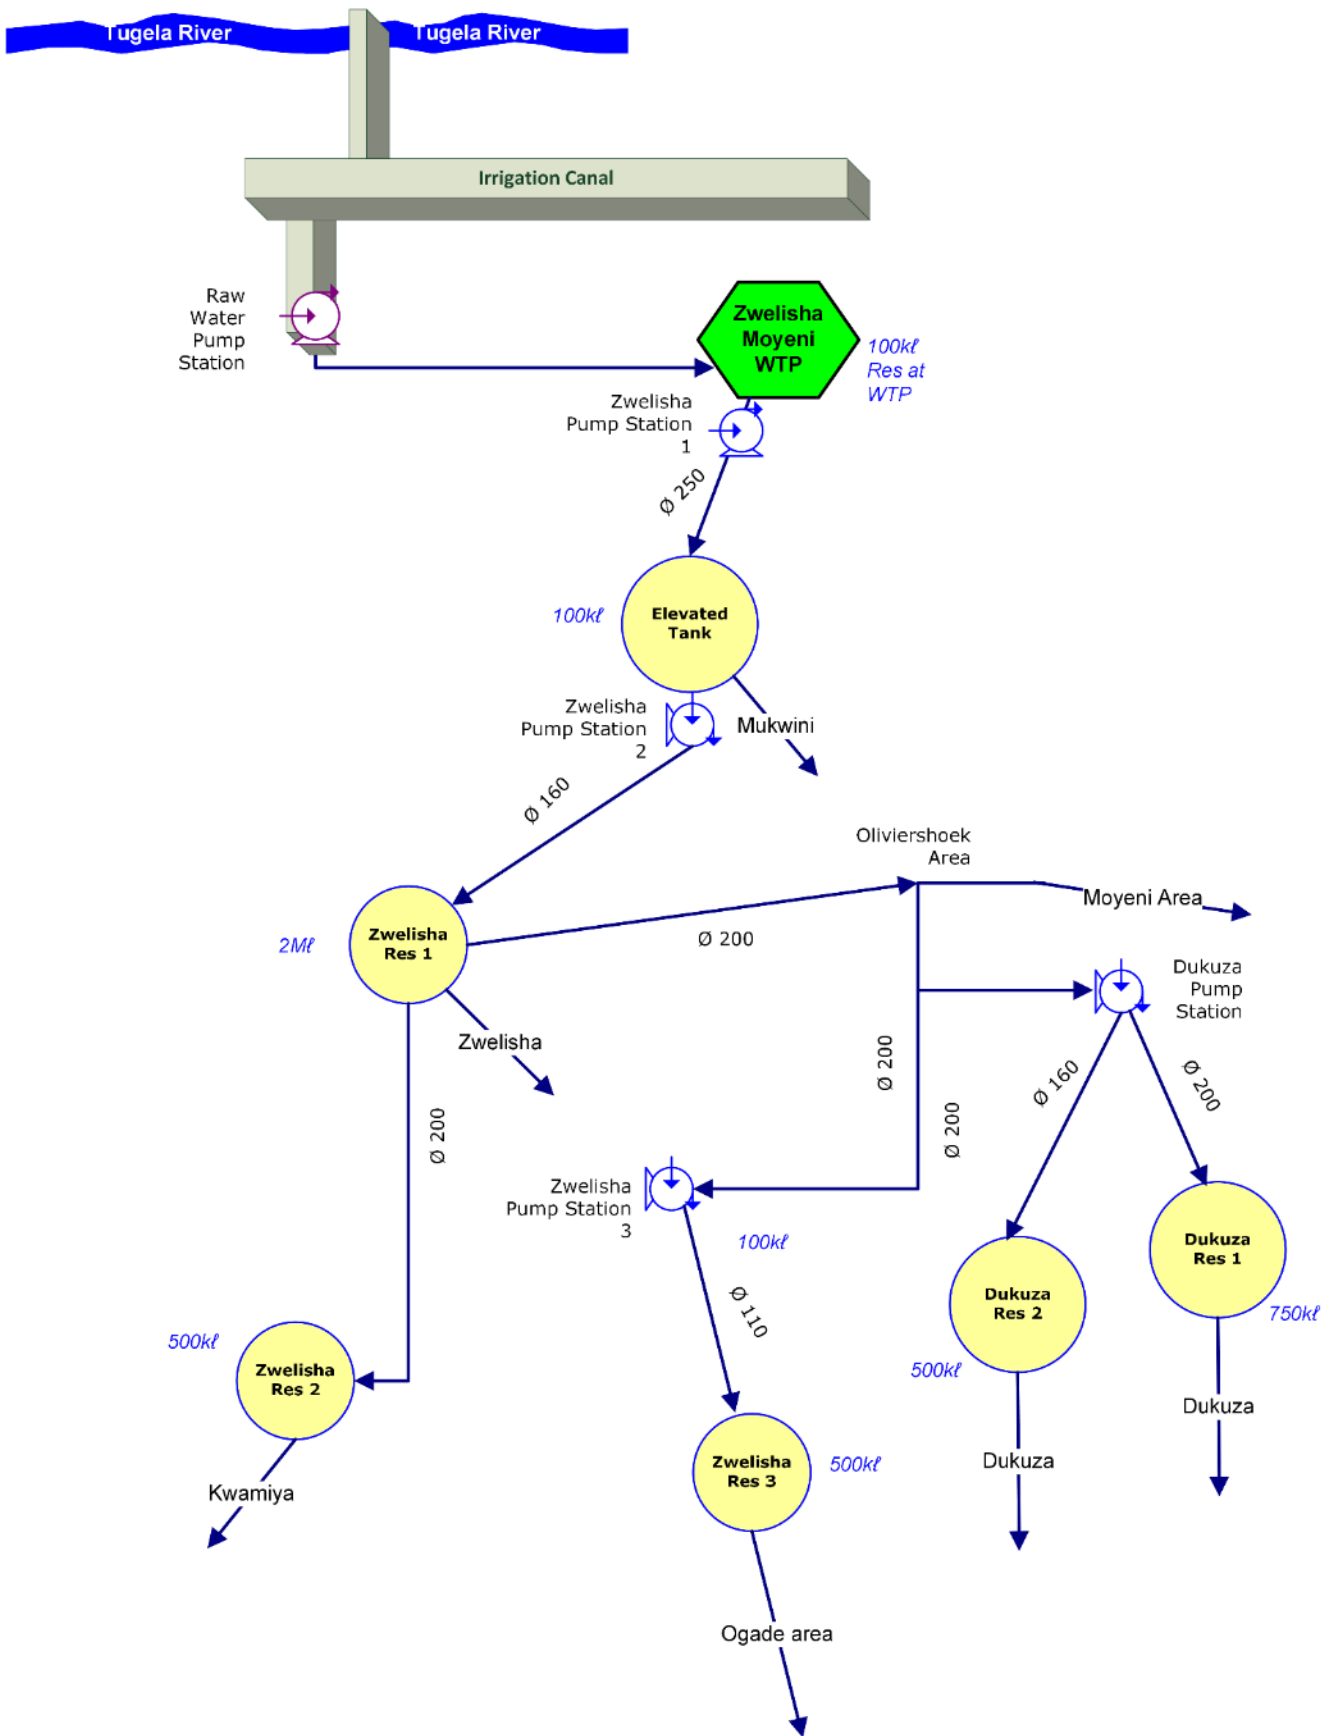 Tugela River
Tugela River
Irrigation Canal
Raw
Water
Pump
Station
Zwelisha
Moyeni
WTP
100kℓ
Res at
WTP
Zwelisha
Pump Station
1
Ø 250
100kℓ
Elevated
Tank
Zwelisha
Pump Station
2
Mukwini
Ø 160
Oliviershoek
Area
Moyeni Area
2Mℓ
Zwelisha
Res 1
Ø 200
Dukuza
Pump
Station
Zwelisha
Ø 200
Ø 200
Ø 200
Ø 160
Ø 200
Zwelisha
Pump Station
3
100kℓ
Ø 110
Dukuza
Res 1
750kℓ
Dukuza
Res 2
500kℓ
500kℓ
Zwelisha
Res 2
Dukuza
Dukuza
Zwelisha
Res 3
500kℓ
Kwamiya
Ogade area